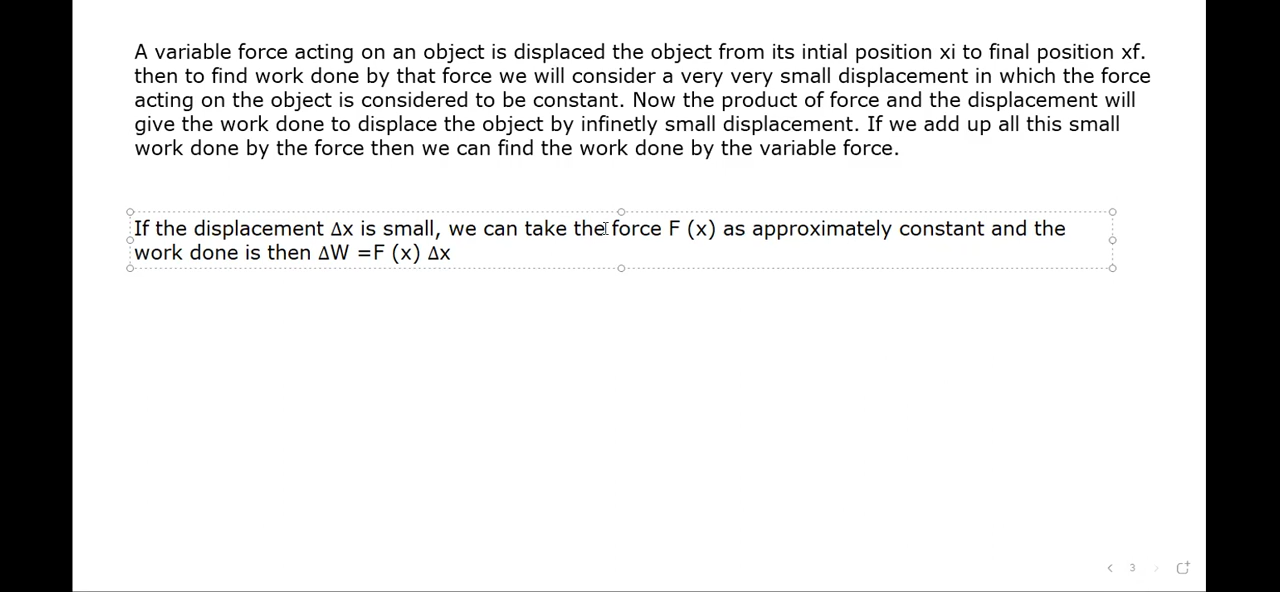 A variable force acting on an object is displaced the object from its intial position xi to final position xf.
then to find work done by that force we will consider a very very small displacement in which the force
acting on the object is considered to be constant. Now the product of force and the displacement will
give the work done to displace the object by infinetly small displacement. If we add up all this small
work done by the force then we can find the work done by the variable force.
If the displacement Δx is small, we can take the force F (x) as approximately constant and the
work done is then ΔW =F (x) Δx
3